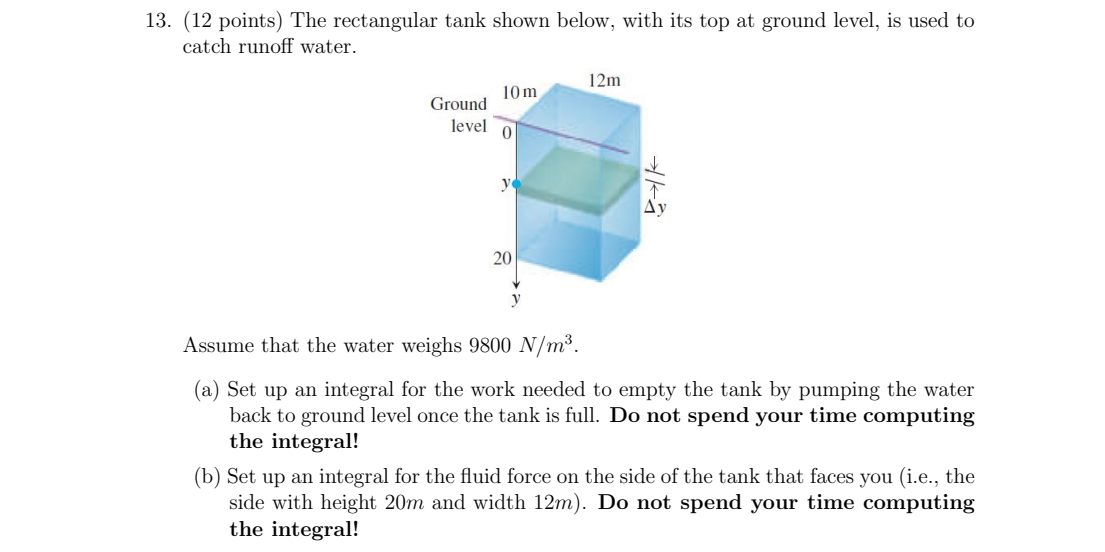 13. (12 points) The rectangular tank shown below, with its top at ground level, is used to
catch runoff water.
12m
10 m
Ground
level
0
y
Δy
20
y
Assume that the water weighs 9800 N/m³.
(a) Set up an integral for the work needed to empty the tank by pumping the water
back to ground level once the tank is full. Do not spend your time computing
the integral!
(b) Set up an integral for the fluid force on the side of the tank that faces you (i.e., the
side with height 20m and width 12m). Do not spend your time computing
the integral!